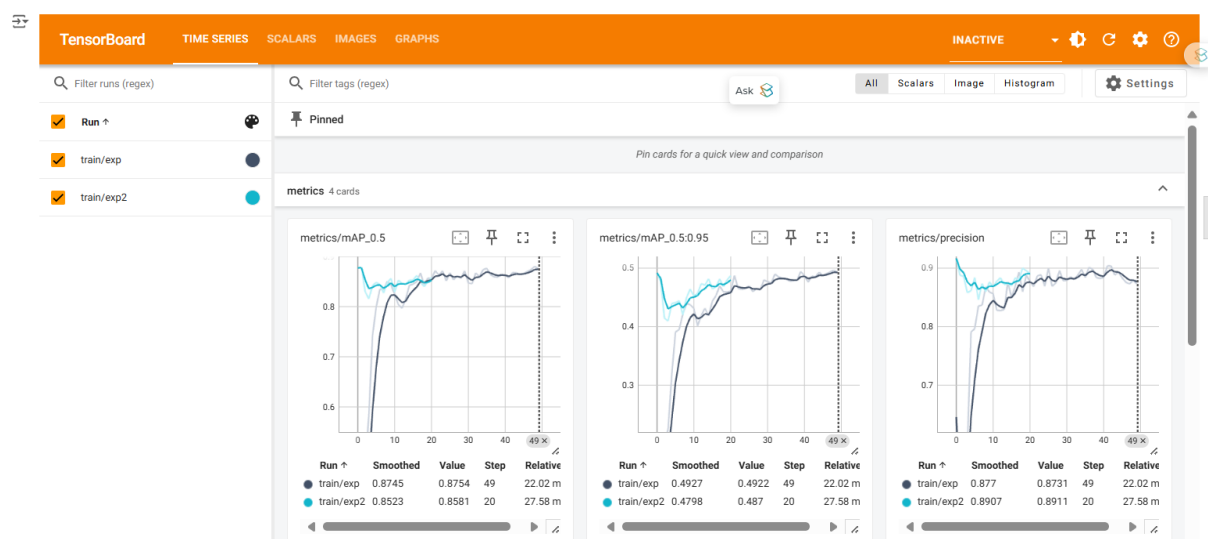 TensorBoard TIME SERIES SCALARS IMAGES GRAPHS INACTIVE
Filter runs (regex)
Filter tags (regex)
Ask
All Scalars Image Histogram
Settings
Run ↑
train/exp
train/exp2
Pinned
Pin cards for a quick view and comparison
metrics 4 cards
metrics/mAP_0.5
0.8
0.7
0.6
0 10 20 30 40 49 ×
Run ↑ Smoothed Value Step Relative
train/exp 0.8745 0.8754 49 22.02 m
train/exp2 0.8523 0.8581 20 27.58 m
metrics/mAP_0.5:0.95
0.5
0.4
0.3
0 10 20 30 40 49 ×
Run ↑ Smoothed Value Step Relative
train/exp 0.4927 0.4922 49 22.02 m
train/exp2 0.4798 0.487 20 27.58 m
metrics/precision
0.9
0.8
0.7
0 10 20 30 40 49 ×
Run ↑ Smoothed Value Step Relative
train/exp 0.877 0.8731 49 22.02 m
train/exp2 0.8907 0.8911 20 27.58 m